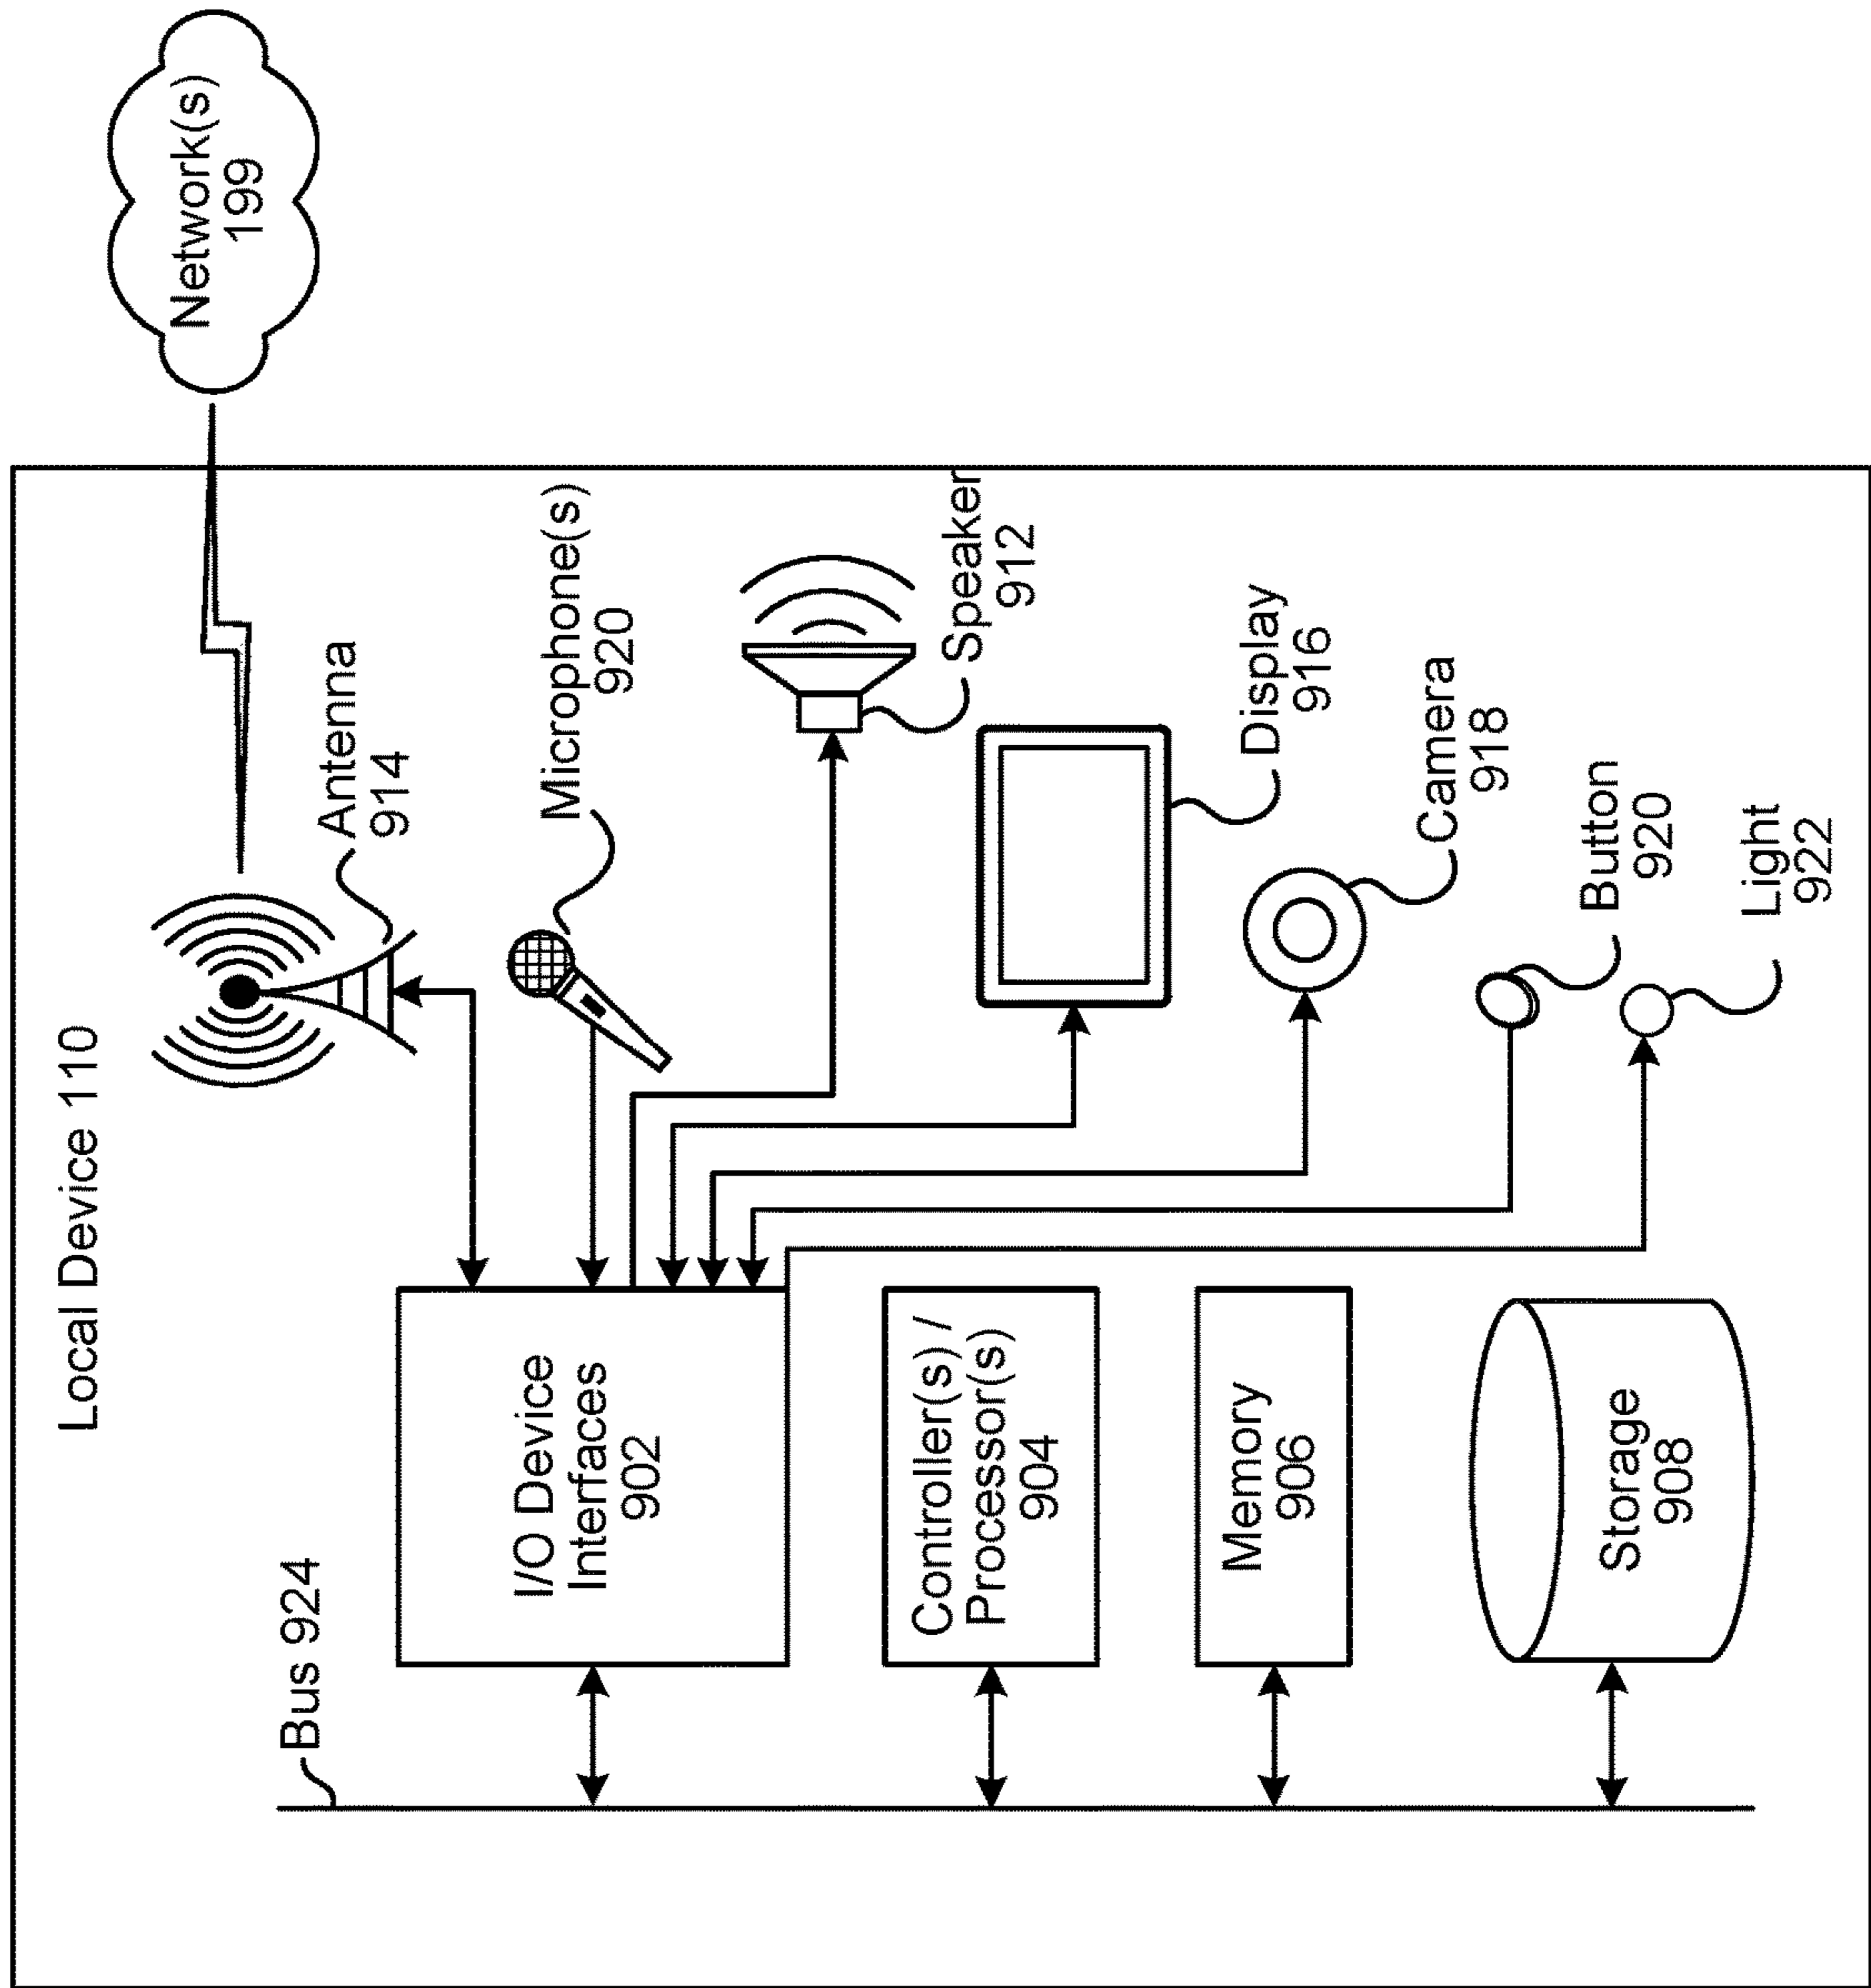 Local Device 110
Bus 924
I/O Device
Interfaces
902
Controller(s) /
Processor(s)
904
Memory
906
Storage
908
Antenna
914
Microphone(s)
920
Speaker
912
Display
916
Camera
918
Button
920
Light
922
Network(s)
199